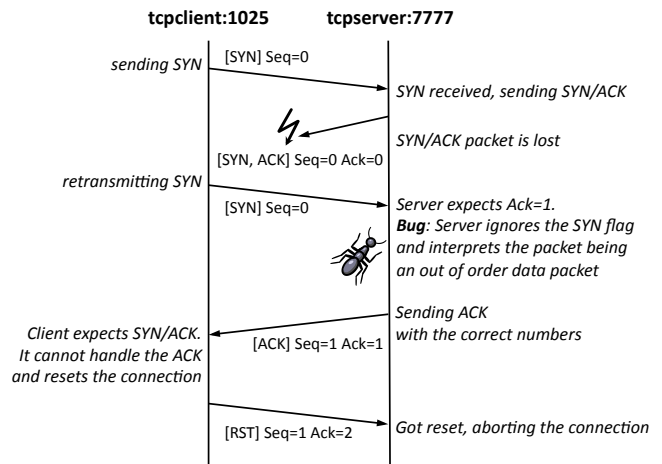 tcpclient:1025 tcpserver:7777
[SYN] Seq=0
sending SYN
SYN received, sending SYN/ACK
SYN/ACK packet is lost
[SYN, ACK] Seq=0 Ack=0
retransmitting SYN
[SYN] Seq=0
Server expects Ack=1.
Bug: Server ignores the SYN flag
and interprets the packet being
an out of order data packet
Sending ACK
with the correct numbers
Client expects SYN/ACK.
It cannot handle the ACK
and resets the connection
[ACK] Seq=1 Ack=1
[RST] Seq=1 Ack=2
Got reset, aborting the connection